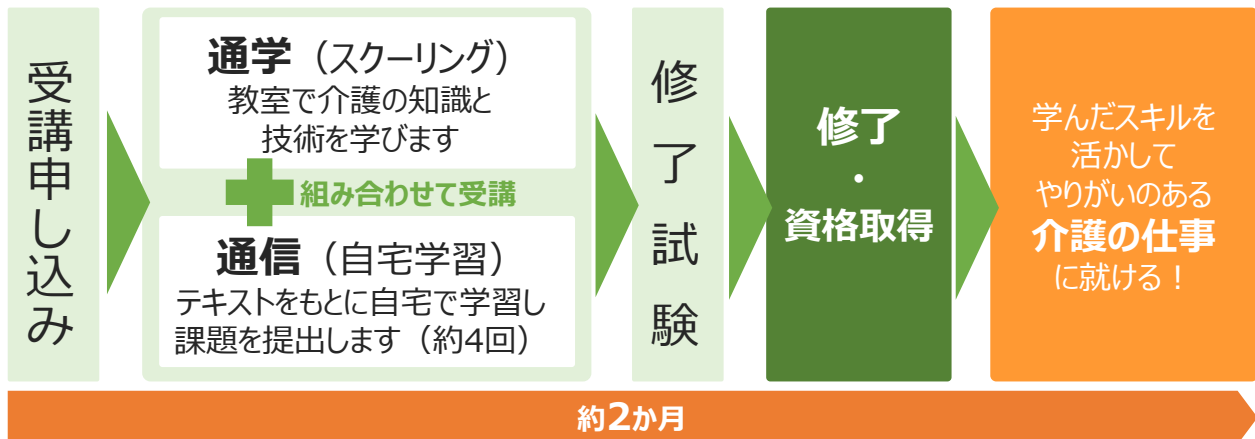 受講申し込み
通学（スクーリング）
教室で介護の知識と
技術を学びます
組み合わせて受講
通信（自宅学習）
テキストをもとに自宅で学習し
課題を提出します（約4回）
修了試験
修了
・
資格取得
学んだスキルを
活かして
やりがいのある
介護の仕事
に就ける！
約2か月